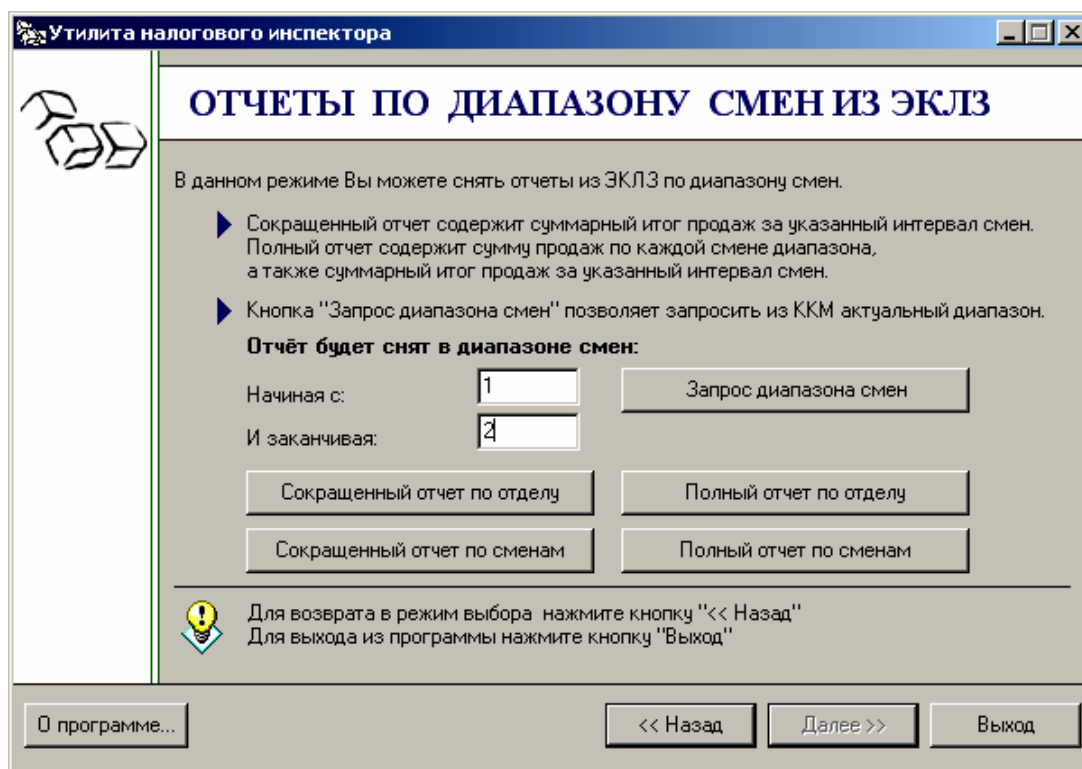 Утилита налогового инспектора
ОТЧЕТЫ ПО ДИАПАЗОНУ СМЕН ИЗ ЭКЛЗ
В данном режиме Вы можете снять отчеты из ЭКЛЗ по диапазону смен.
Сокращенный отчет содержит суммарный итог продаж за указанный интервал смен.
Полный отчет содержит сумму продаж по каждой смене диапазона,
а также суммарный итог продаж за указанный интервал смен.
Кнопка "Запрос диапазона смен" позволяет запросить из ККМ актуальный диапазон.
Отчёт будет снят в диапазоне смен:
Начиная с: 1 Запрос диапазона смен
И заканчивая: 2
Сокращенный отчет по отделу Полный отчет по отделу
Сокращенный отчет по сменам Полный отчет по сменам
Для возврата в режим выбора нажмите кнопку "<< Назад"
Для выхода из программы нажмите кнопку "Выход"
О программе... << Назад Далее >> Выход